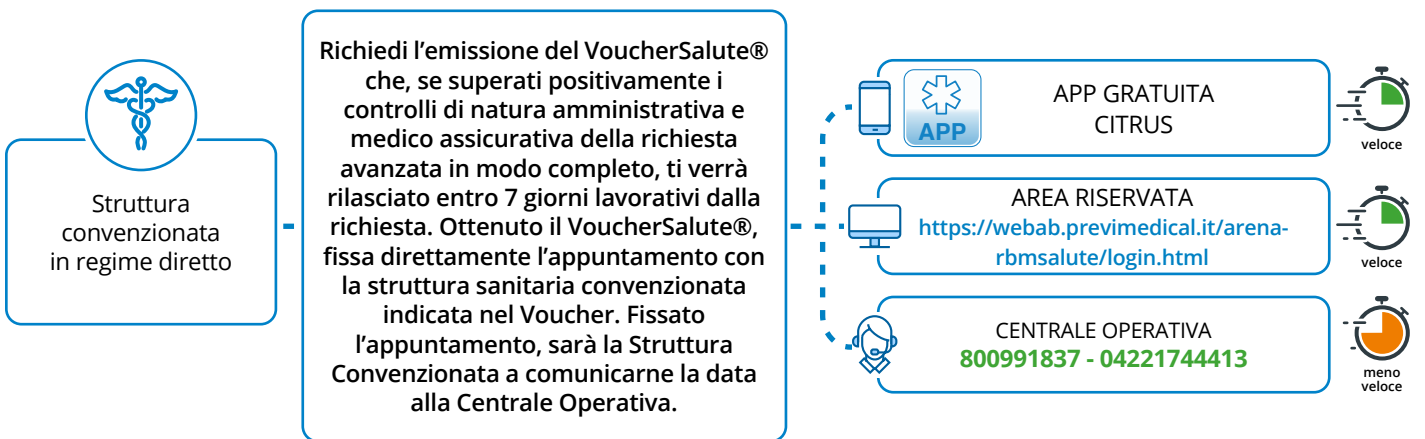 Struttura
convenzionata
in regime diretto
Richiedi l’emissione del VoucherSalute®
che, se superati positivamente i
controlli di natura amministrativa e
medico assicurativa della richiesta
avanzata in modo completo, ti verrà
rilasciato entro 7 giorni lavorativi dalla
richiesta. Ottenuto il VoucherSalute®,
fissa direttamente l’appuntamento con
la struttura sanitaria convenzionata
indicata nel Voucher. Fissato
l’appuntamento, sarà la Struttura
Convenzionata a comunicarne la data
alla Centrale Operativa.
APP
APP GRATUITA
CITRUS
veloce
AREA RISERVATA
https://webab.previmedical.it/arena-
rbmsalute/login.html
veloce
CENTRALE OPERATIVA
800991837 - 04221744413
meno
veloce